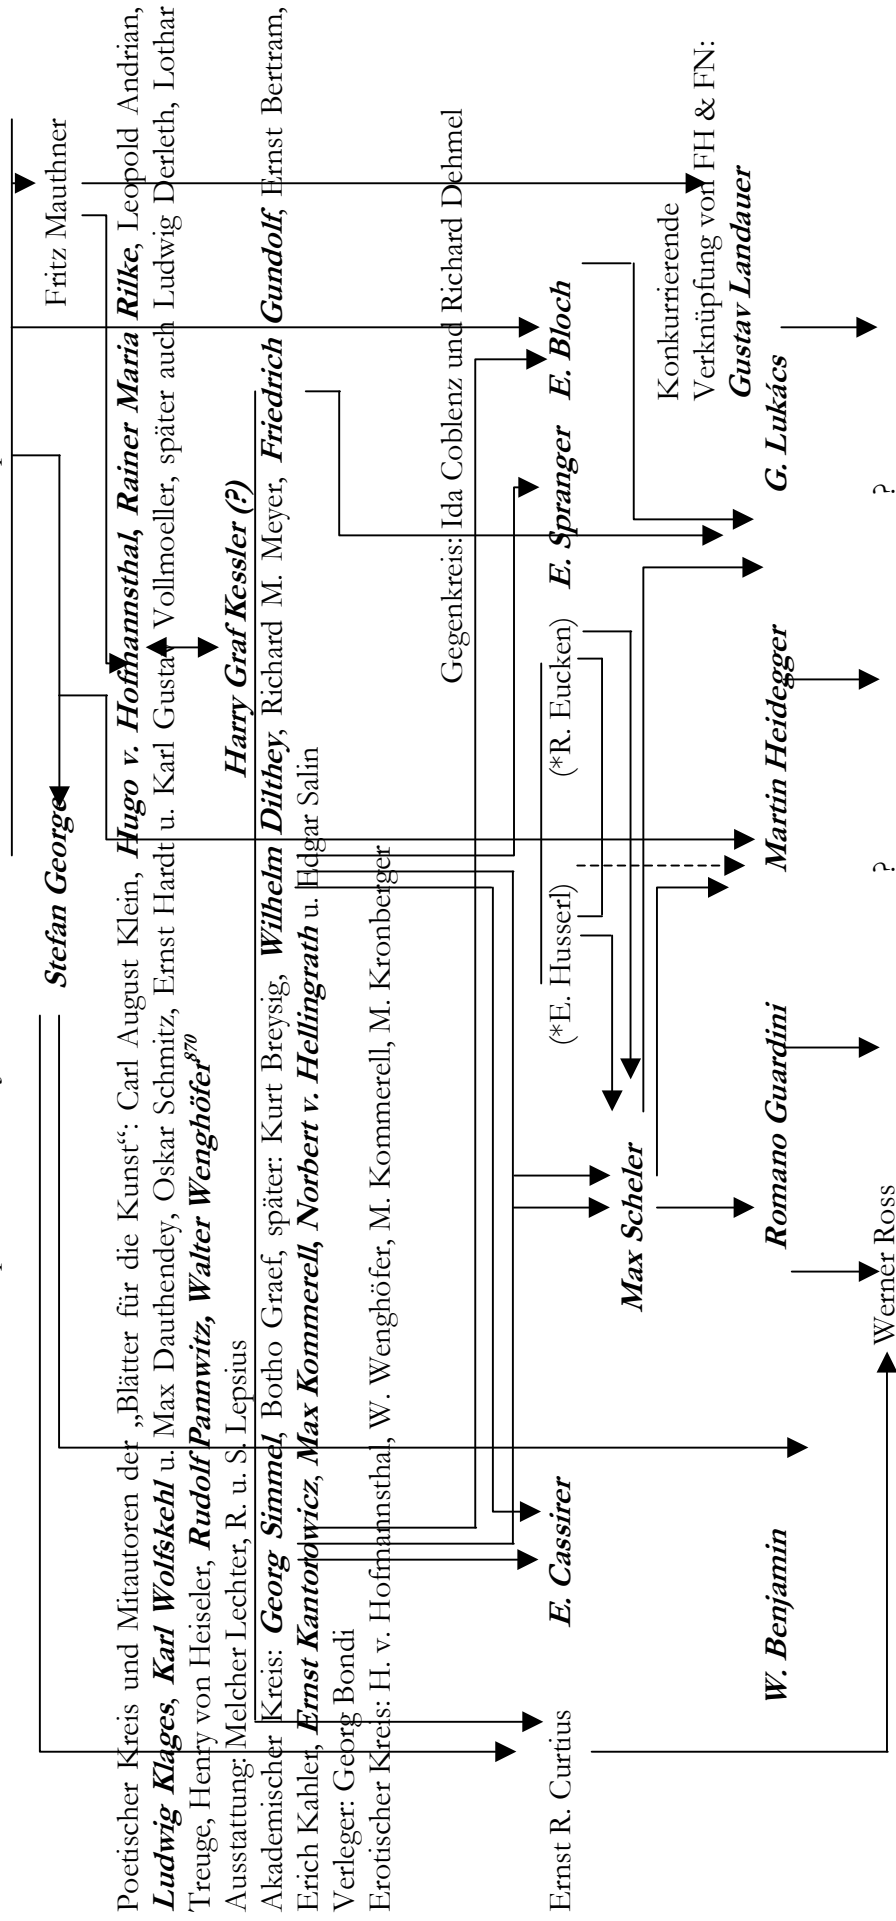 Fritz Mauthner
Stefan George
Poetischer Kreis und Mitautoren der „Blätter für die Kunst“: Carl August Klein, Hugo v. Hofmannsthal, Rainer Maria Rilke, Leopold Andrian,
Ludwig Klages, Karl Wolfskehl u. Max Dauthendey, Oskar Schmitz, Ernst Hardt u. Karl Gustav Vollmoeller, später auch Ludwig Derleth, Lothar
Treuge, Henry von Heiseler, Rudolf Pannwitz, Walter Wenghöfer870
Harry Graf Kessler (?)
Ausstattung: Melcher Lechter, R. u. S. Lepsius
Akademischer Kreis: Georg Simmel, Botho Graef, später: Kurt Breysig, Wilhelm Dilthey, Richard M. Meyer, Friedrich Gundolf, Ernst Bertram,
Erich Kahler, Ernst Kantorowicz, Max Kommerell, Norbert v. Hellingrath u. Edgar Salin
Verleger: Georg Bondi
Erotischer Kreis: H. v. Hofmannsthal, W. Wenghöfer, M. Kommerell, M. Kronberger
Gegenkreis: Ida Coblenz und Richard Dehmel
Ernst R. Curtius
E. Cassirer
(*E. Husserl)
(*R. Eucken)
E. Spranger
E. Bloch
Max Scheler
Konkurrierende
Verknüpfung von FH & FN:
Gustav Landauer
W. Benjamin
Romano Guardini
Martin Heidegger
G. Lukács
Werner Ross
?
?